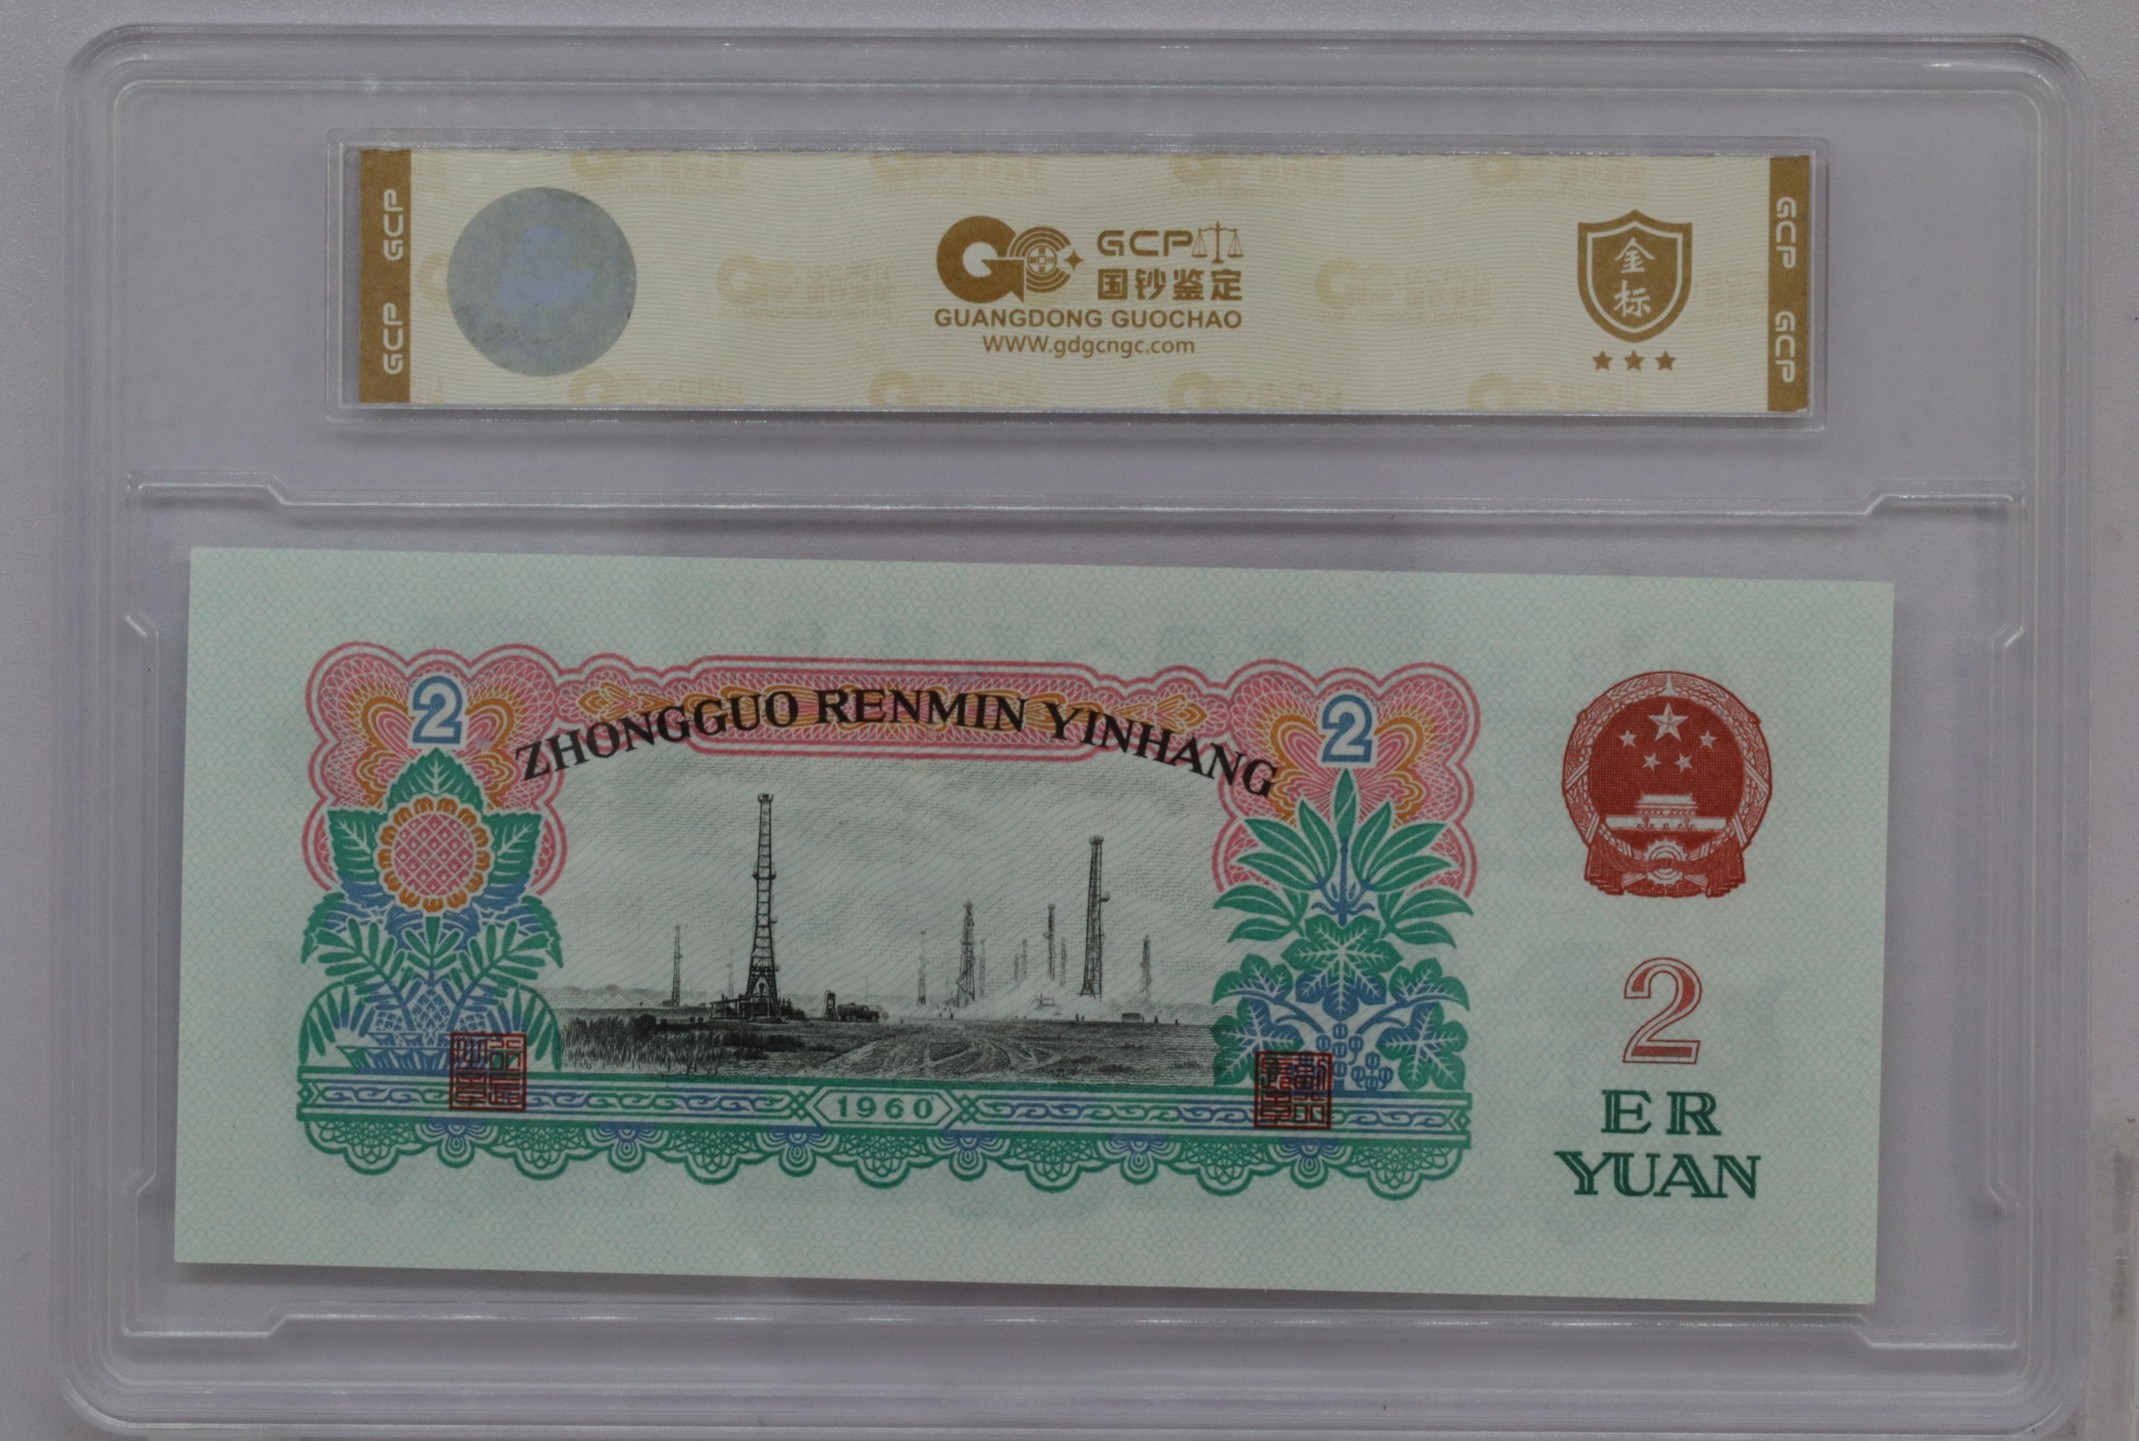 GCP GCP
GCP
国钞鉴定
GUANGDONG GUOCHAO
WWW.gdgcngc.com
金
标
GCP GCP
2
ZHONGGUO RENMIN YINHANG
2
1960
2
ER
YUAN